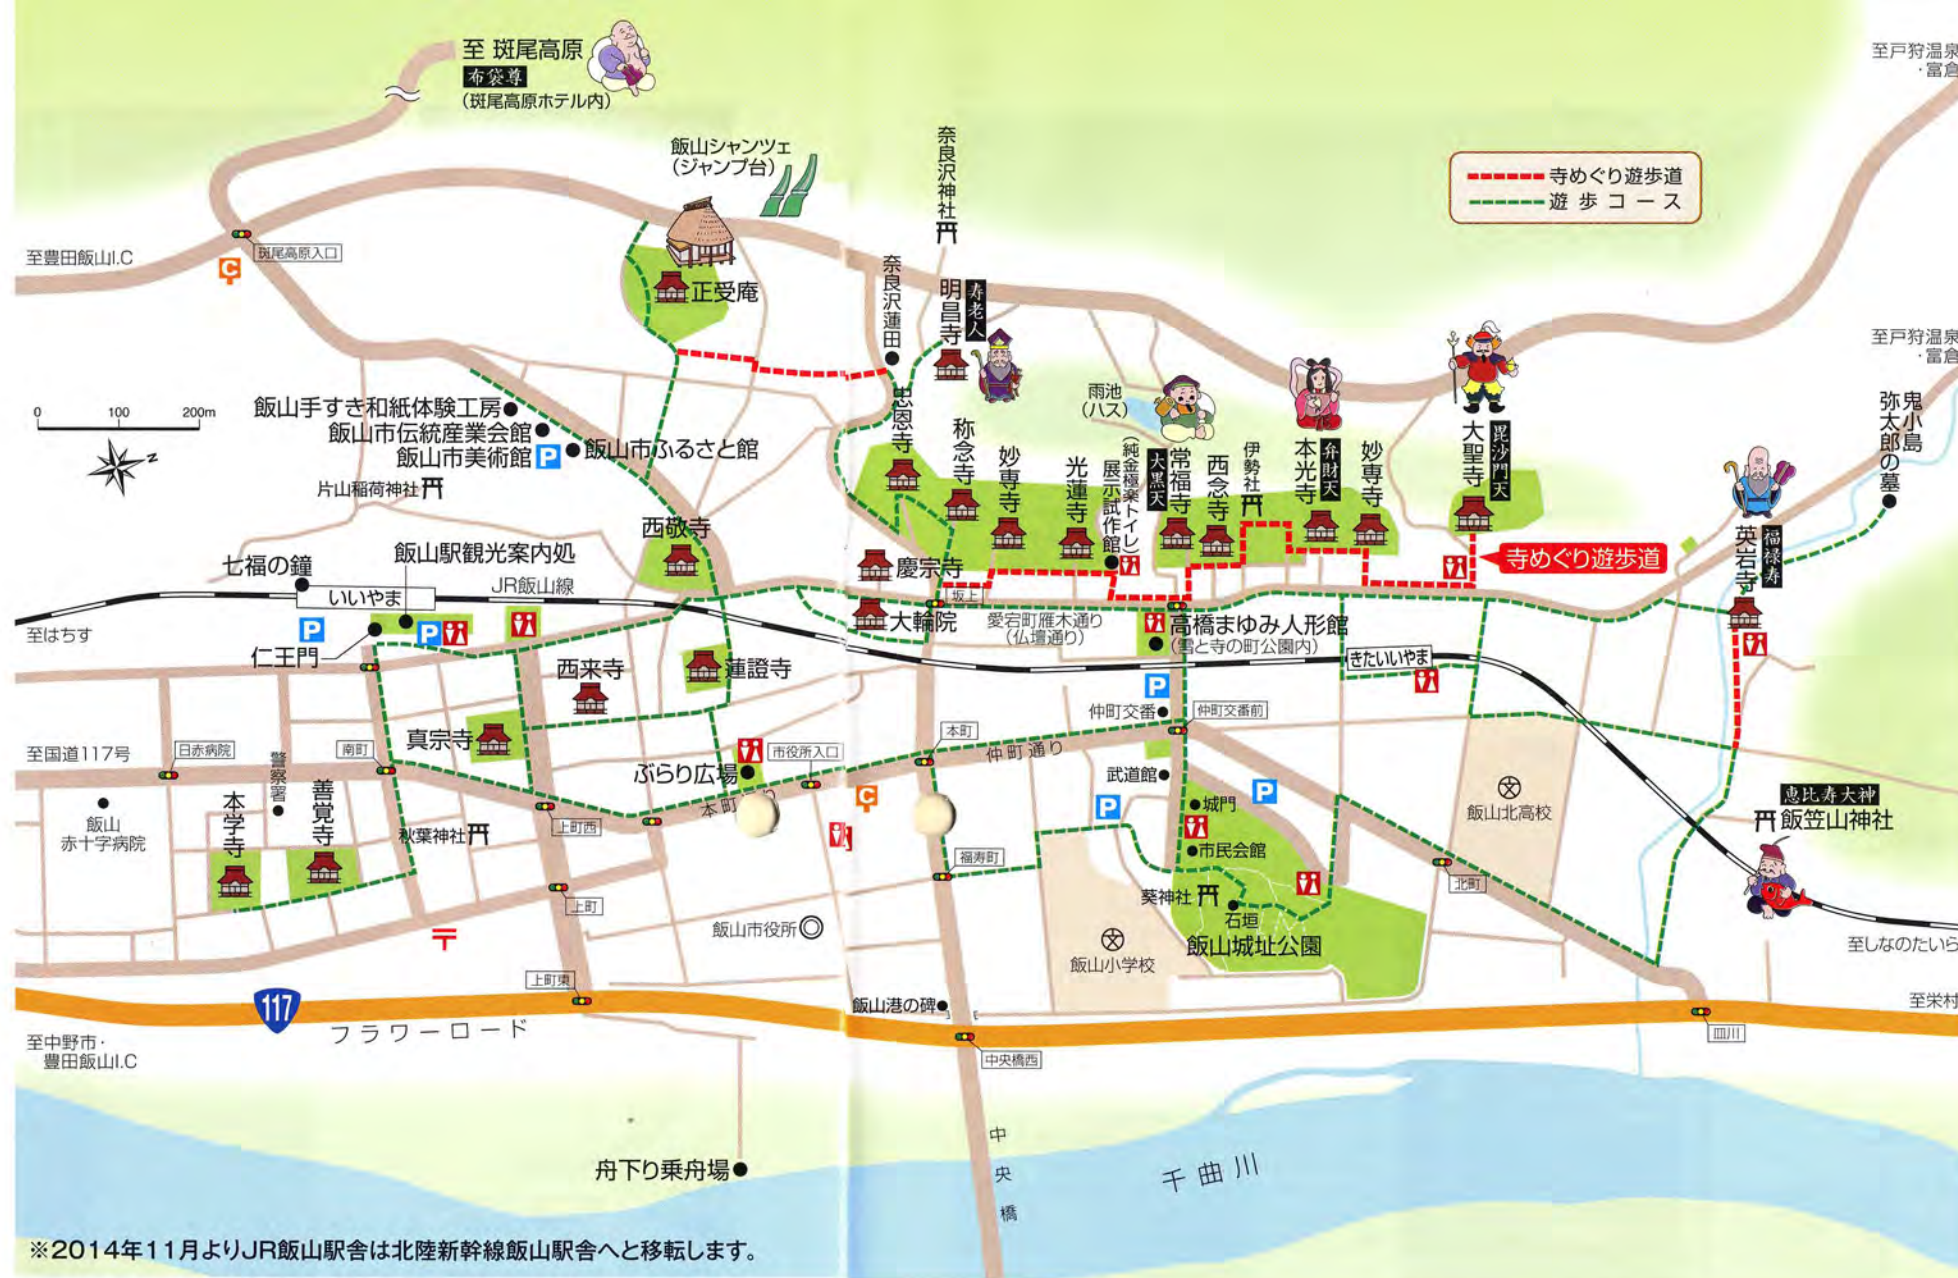 至 斑尾高原
布袋尊
(斑尾高原ホテル内)
飯山シャンツェ
(ジャンプ台)
奈良沢神社
至戸狩温泉
・富倉
寺めぐり遊歩道
遊歩コース
至豊田飯山I.C
斑尾高原入口
正受庵
奈良沢蓮田
明昌寺
寿老人
至戸狩温泉
・富倉
鬼小島
弥太郎の墓
0 100 200m
z
飯山手すき和紙体験工房
飯山市伝統産業会館
飯山市美術館
P
飯山市ふるさと館
片山稲荷神社
忠恩寺
称念寺
妙専寺
光蓮寺
雨池
(ハス)
展示試作館
(純金極楽トイレ)
大黒天
常福寺
西念寺
伊勢社
本光寺
弁財天
妙専寺
大聖寺
毘沙門天
英岩寺
福禄寿
西敬寺
七福の鐘
飯山駅観光案内処
いいやま
JR飯山線
慶宗寺
坂上
寺めぐり遊歩道
至はちす
P
P
仁王門
大輪院
愛宕町雁木通り
(仏壇通り)
高橋まゆみ人形館
(雪と寺の町公園内)
きたいいやま
西来寺
蓮證寺
P
仲町交番
仲町交番前
至国道117号
日赤病院
南町
真宗寺
警察署
ぶらり広場
市役所入口
本町
仲町通り
武道館
飯山
赤十字病院
本学寺
善覚寺
秋葉神社
上町西
本町
C
C
P
城門
P
市民会館
飯山北高校
恵比寿大神
飯笠山神社
福寿町
北町
葵神社
石垣
飯山城址公園
上町
飯山市役所
飯山小学校
至しなのたいら
上町東
117
フラワーロード
飯山港の碑
至栄村
至中野市・
豊田飯山I.C
中央橋西
皿川
中央橋
舟下り乗舟場
千曲川
※2014年11月よりJR飯山駅舎は北陸新幹線飯山駅舎へと移転します。